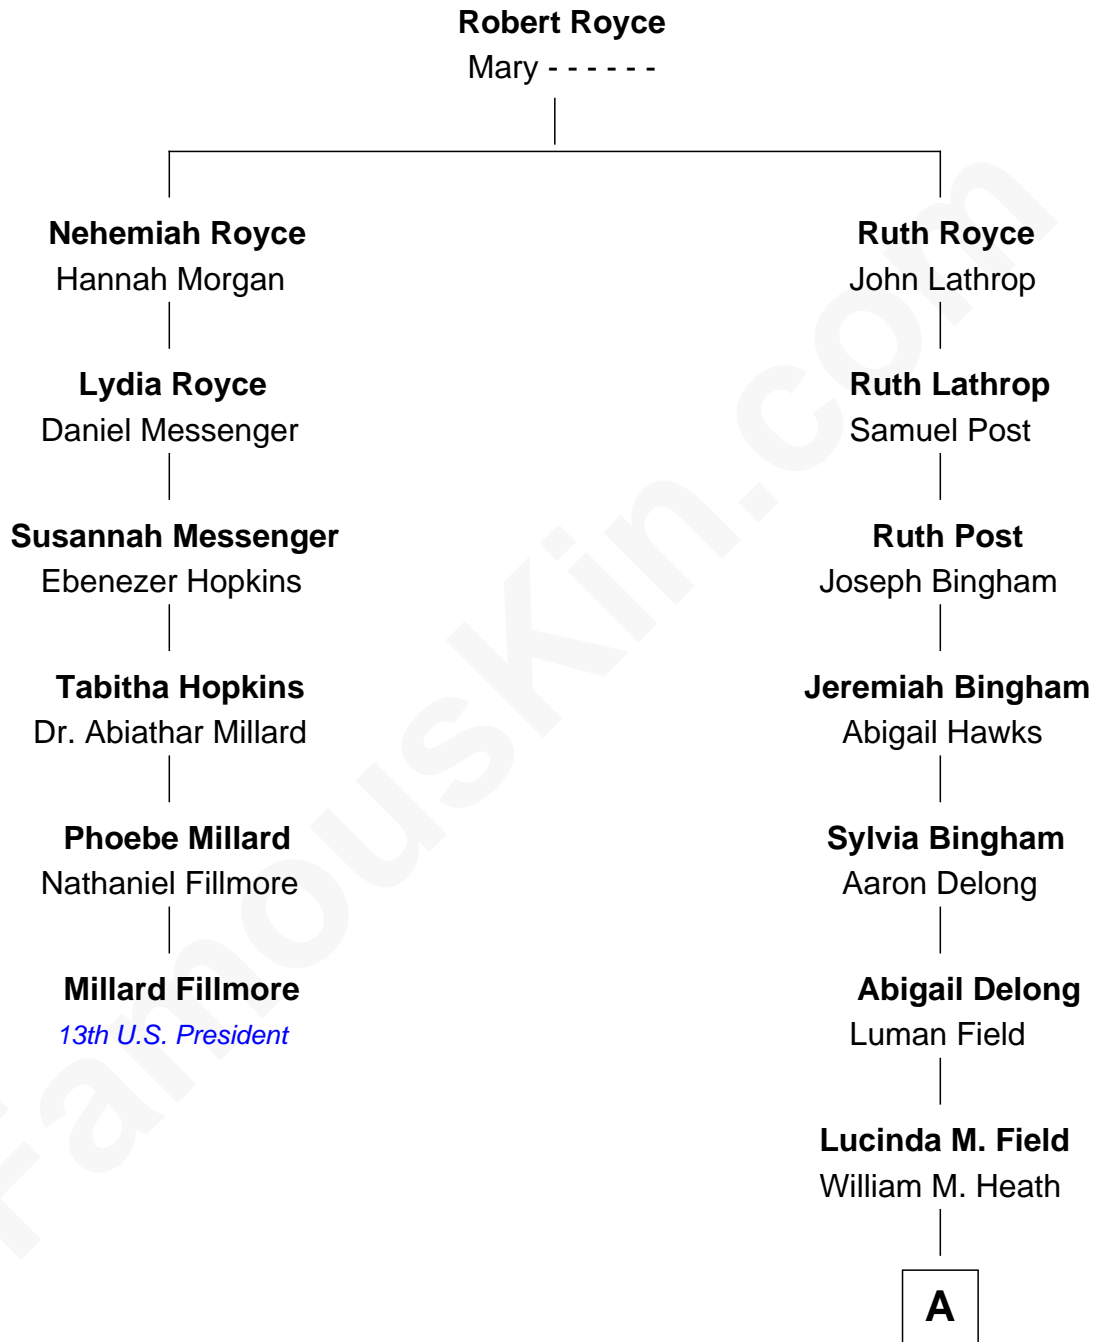 Robert Royce
Mary - - - - - -
Nehemiah Royce
Hannah Morgan
Lydia Royce
Daniel Messenger
Susannah Messenger
Ebenezer Hopkins
Tabitha Hopkins
Dr. Abiathar Millard
Phoebe Millard
Nathaniel Fillmore
Millard Fillmore
13th U.S. President
Ruth Royce
John Lathrop
Ruth Lathrop
Samuel Post
Ruth Post
Joseph Bingham
Jeremiah Bingham
Abigail Hawks
Sylvia Bingham
Aaron Delong
Abigail Delong
Luman Field
Lucinda M. Field
William M. Heath
A
FamousKin.com